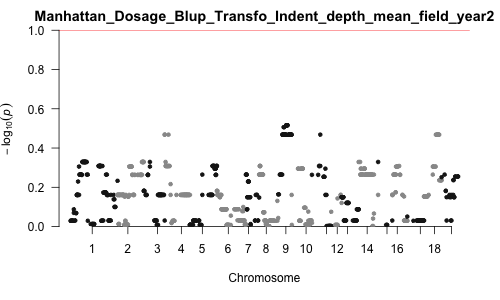 Manhattan_Dosage_Blup_Transfo_Indent_depth_mean_field_year2
1.0
0.8
0.6
0.4
0.2
0.0
− log10(p)
1 2 3 4 5 6 7 8 9 10 12 14 16 18
Chromosome